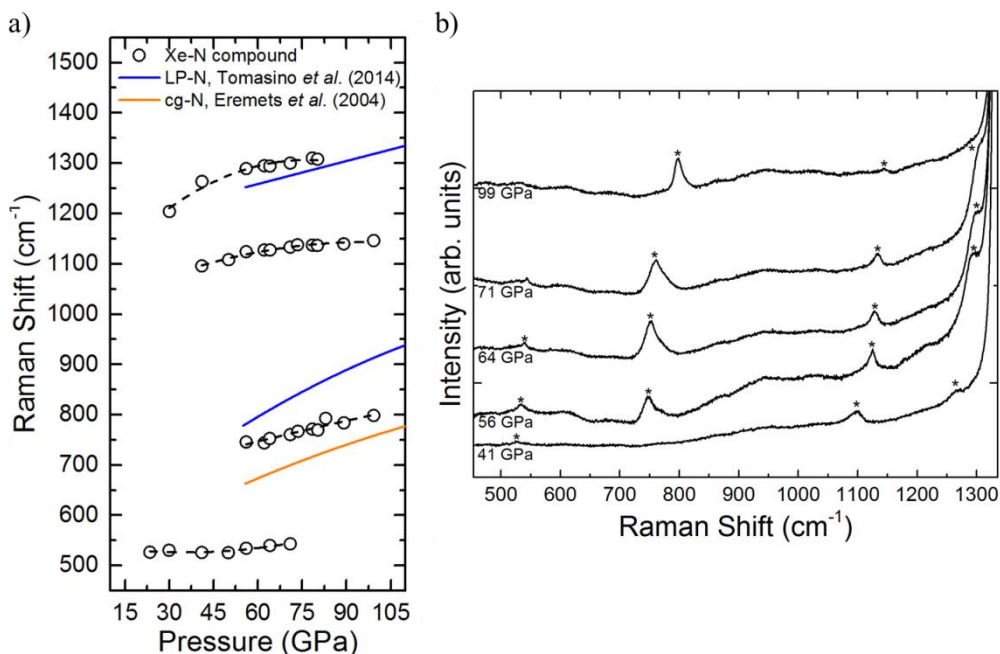 a)
b)
Xe-N compound
LP-N, Tomasino et al. (2014)
cg-N, Eremets et al. (2004)
1500
1400
1300
1200
1100
1000
900
800
700
600
500
Raman Shift (cm⁻¹)
15 30 45 60 75 90 105
Pressure (GPa)
Intensity (arb. units)
* * *
99 GPa
* * *
71 GPa
* * * *
64 GPa
* * *
56 GPa
* * *
41 GPa
500 600 700 800 900 1000 1100 1200 1300
Raman Shift (cm⁻¹)